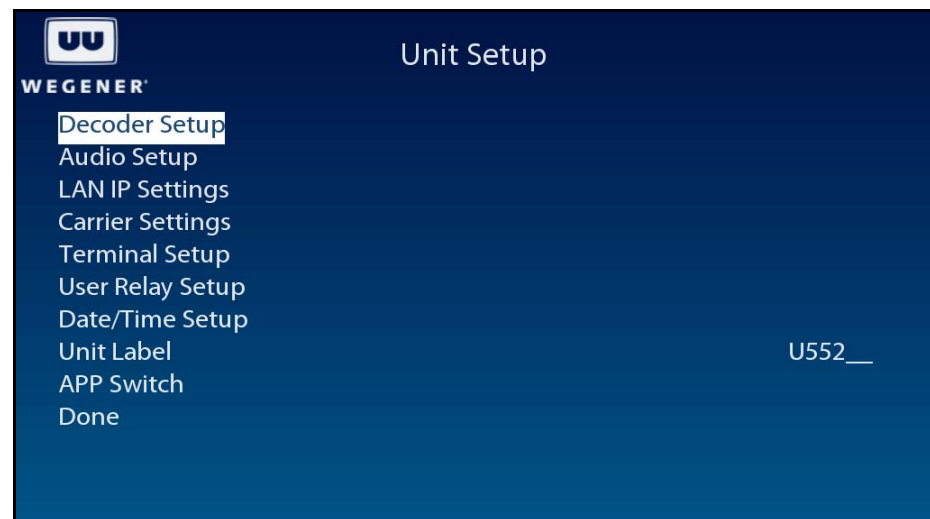 UU
WEGENER
Unit Setup
Decoder Setup
Audio Setup
LAN IP Settings
Carrier Settings
Terminal Setup
User Relay Setup
Date/Time Setup
Unit Label U552__
APP Switch
Done